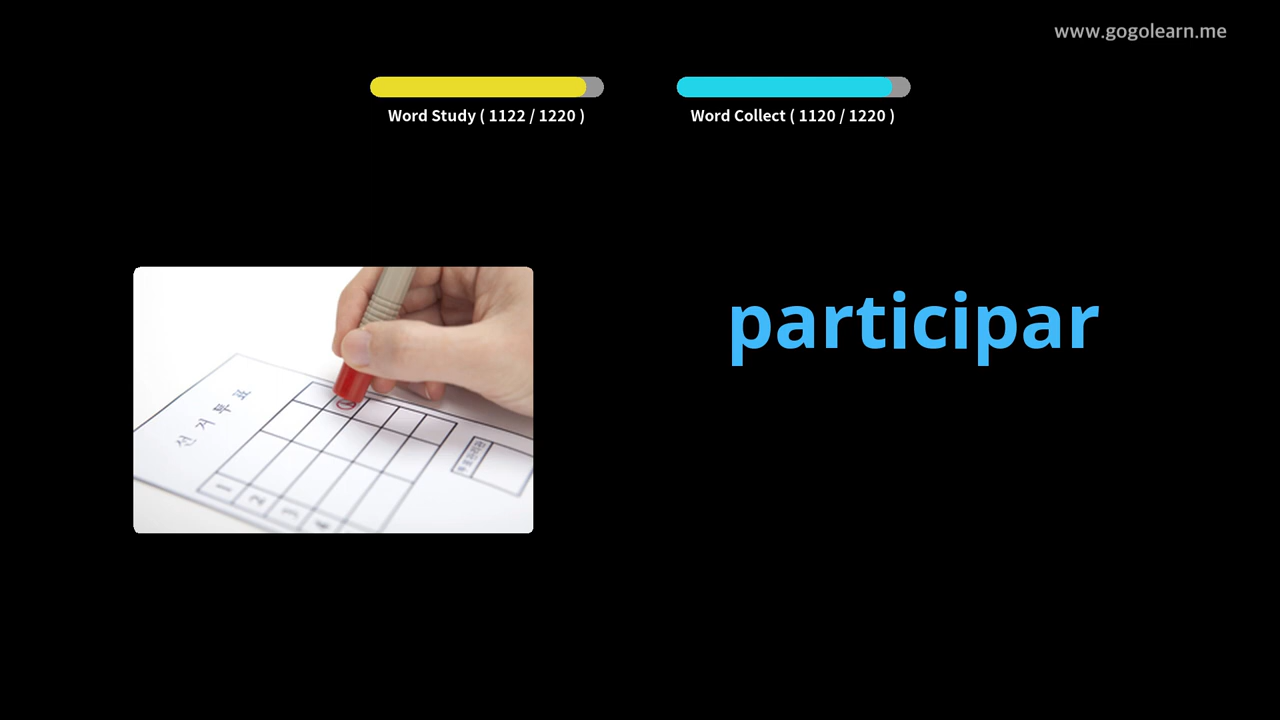 www.gogolearn.me
Word Study ( 1122 / 1220 )
Word Collect ( 1120 / 1220 )
participar
선거투표
1
2
3
4